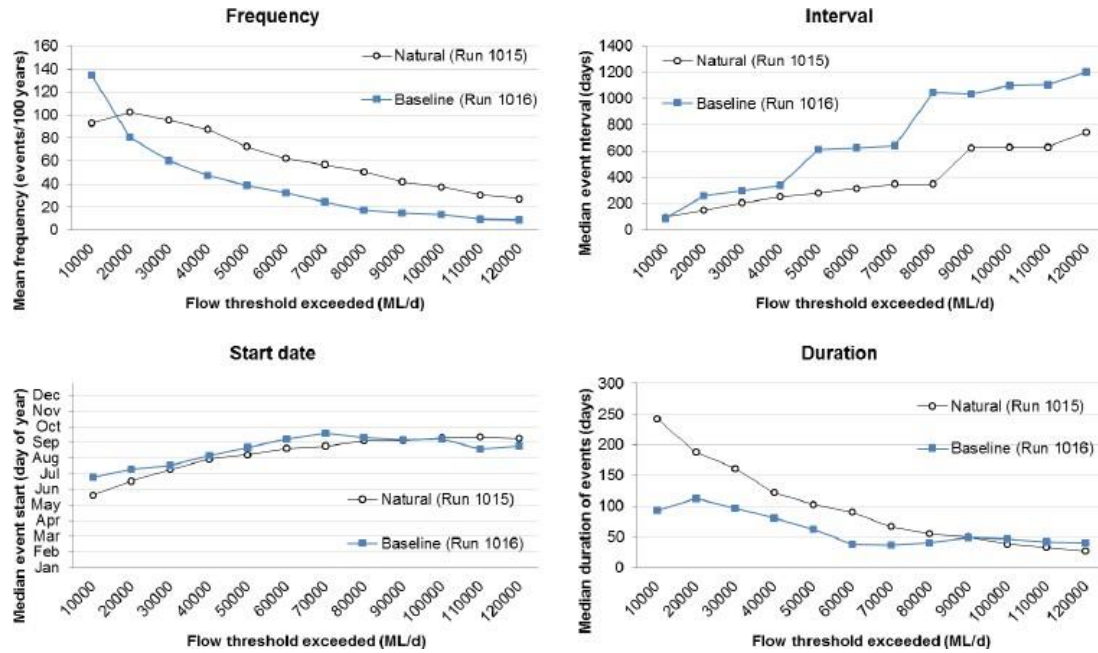 Frequency
Mean frequency (events/100 years)
160
140
120
100
80
60
40
20
0
Natural (Run 1015)
Baseline (Run 1016)
10000
20000
30000
40000
50000
60000
70000
80000
90000
100000
110000
120000
Flow threshold exceeded (ML/d)
Interval
Median event nterval (days)
1400
1200
1000
800
600
400
200
0
Natural (Run 1015)
Baseline (Run 1016)
10000
20000
30000
40000
50000
60000
70000
80000
90000
100000
110000
120000
Flow threshold exceeded (ML/d)
Start date
Median event start (day of year)
Dec
Nov
Oct
Sep
Aug
Jul
Jun
May
Apr
Mar
Feb
Jan
Natural (Run 1015)
Baseline (Run 1016)
10000
20000
30000
40000
50000
60000
70000
80000
90000
100000
110000
120000
Flow threshold exceeded (ML/d)
Duration
Median duration of events (days)
300
250
200
150
100
50
0
Natural (Run 1015)
Baseline (Run 1016)
10000
20000
30000
40000
50000
60000
70000
80000
90000
100000
110000
120000
Flow threshold exceeded (ML/d)